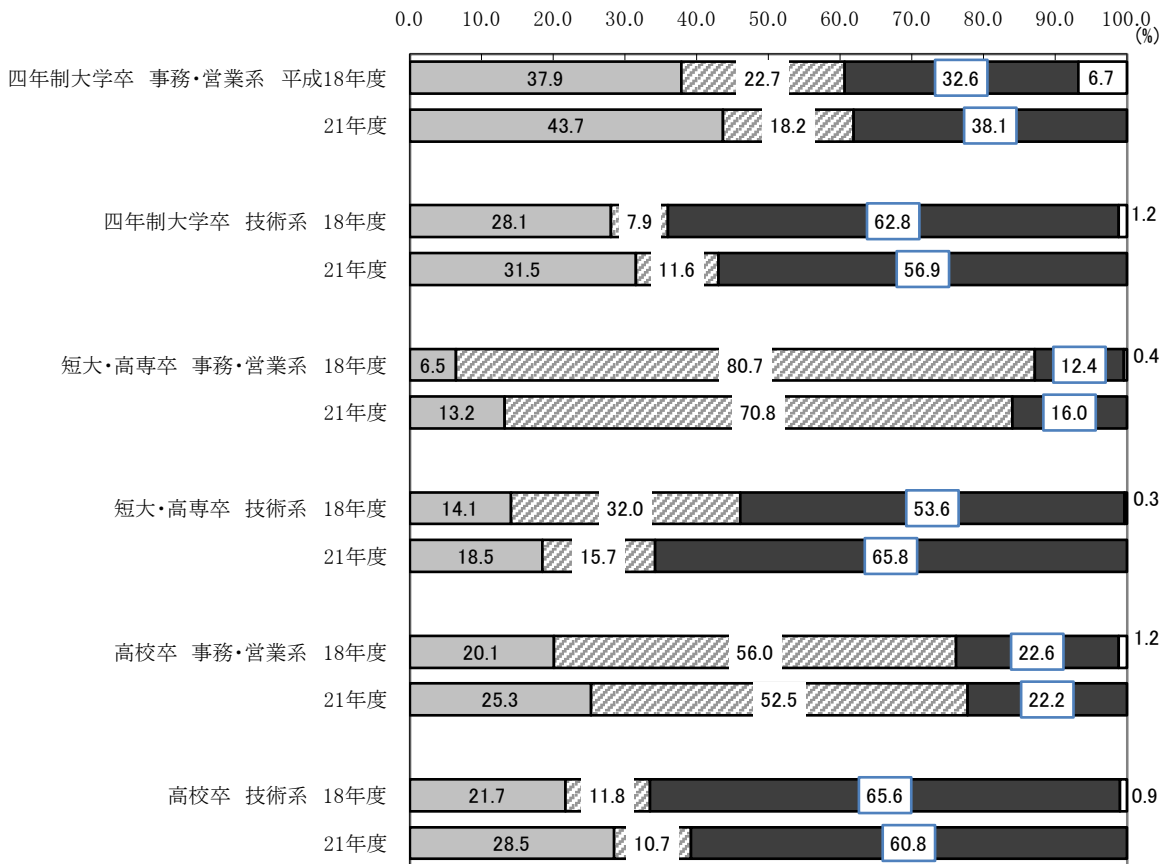 0.0 10.0 20.0 30.0 40.0 50.0 60.0 70.0 80.0 90.0 100.0
(%)
四年制大学卒 事務・営業系 平成18年度 37.9 22.7 32.6 6.7
21年度 43.7 18.2 38.1
四年制大学卒 技術系 18年度 28.1 7.9 62.8 1.2
21年度 31.5 11.6 56.9
短大・高専卒 事務・営業系 18年度 6.5 80.7 12.4 0.4
21年度 13.2 70.8 16.0
短大・高専卒 技術系 18年度 14.1 32.0 53.6 0.3
21年度 18.5 15.7 65.8
高校卒 事務・営業系 18年度 20.1 56.0 22.6 1.2
21年度 25.3 52.5 22.2
高校卒 技術系 18年度 21.7 11.8 65.6 0.9
21年度 28.5 10.7 60.8